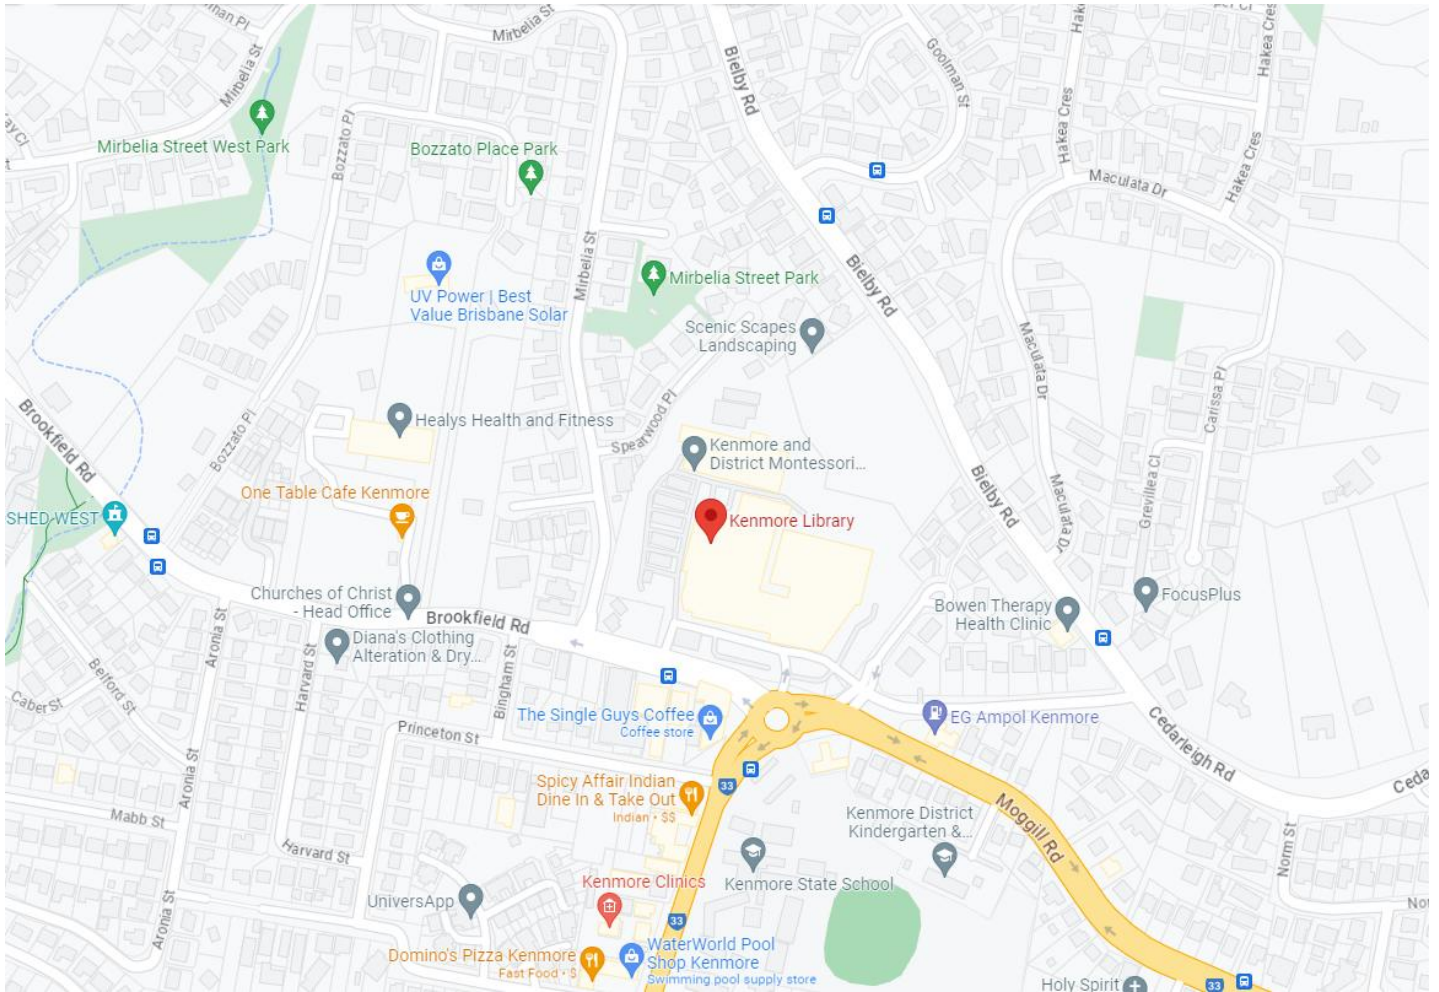 Mirbelia St
Mirbelia St
Bielby Rd
Goolman St
Hakea Cres
Mirbelia Street West Park
Bozzato Pl
Bozzato Place Park
Hakea Cres
Hakea Cres
Maculata Dr
UV Power | Best
Value Brisbane Solar
Mirbelia St
Mirbelia Street Park
Bielby Rd
Scenic Scapes
Landscaping
Maculata Dr
Carissa Pl
Brookfield Rd
Bozzato Pl
Healys Health and Fitness
Spearwood Pl
Kenmore and
District Montessori...
Bielby Rd
Maculata Dr
Grevillea Cl
One Table Cafe Kenmore
SHED WEST
Kenmore Library
Churches of Christ
- Head Office
Brookfield Rd
Bowen Therapy
Health Clinic
FocusPlus
Aronia St
Belford St
Caber St
Harvard St
Diana's Clothing
Alteration & Dry...
Bingham St
The Single Guys Coffee
Coffee store
EG Ampol Kenmore
Cedarleigh Rd
Princeton St
Aronia St
Spicy Affair Indian
Dine In & Take Out
Indian • $$
33
Moggill Rd
Mabb St
Harvard St
Kenmore District
Kindergarten &...
Norm St
Kenmore State School
Kenmore Clinics
UniversApp
Aronia St
33
Domino's Pizza Kenmore
Fast Food • $
WaterWorld Pool
Shop Kenmore
Swimming pool supply store
Holy Spirit
33